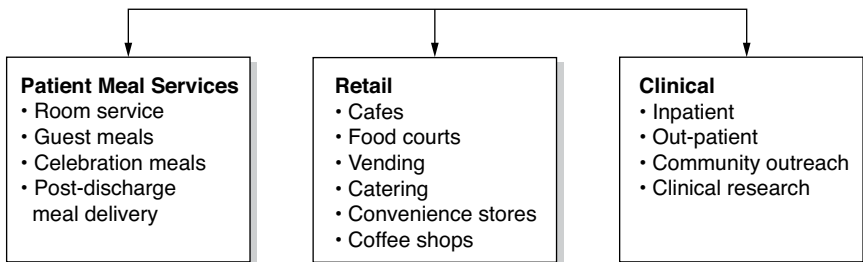 Patient Meal Services
• Room service
• Guest meals
• Celebration meals
• Post-discharge
meal delivery
Retail
• Cafes
• Food courts
• Vending
• Catering
• Convenience stores
• Coffee shops
Clinical
• Inpatient
• Out-patient
• Community outreach
• Clinical research